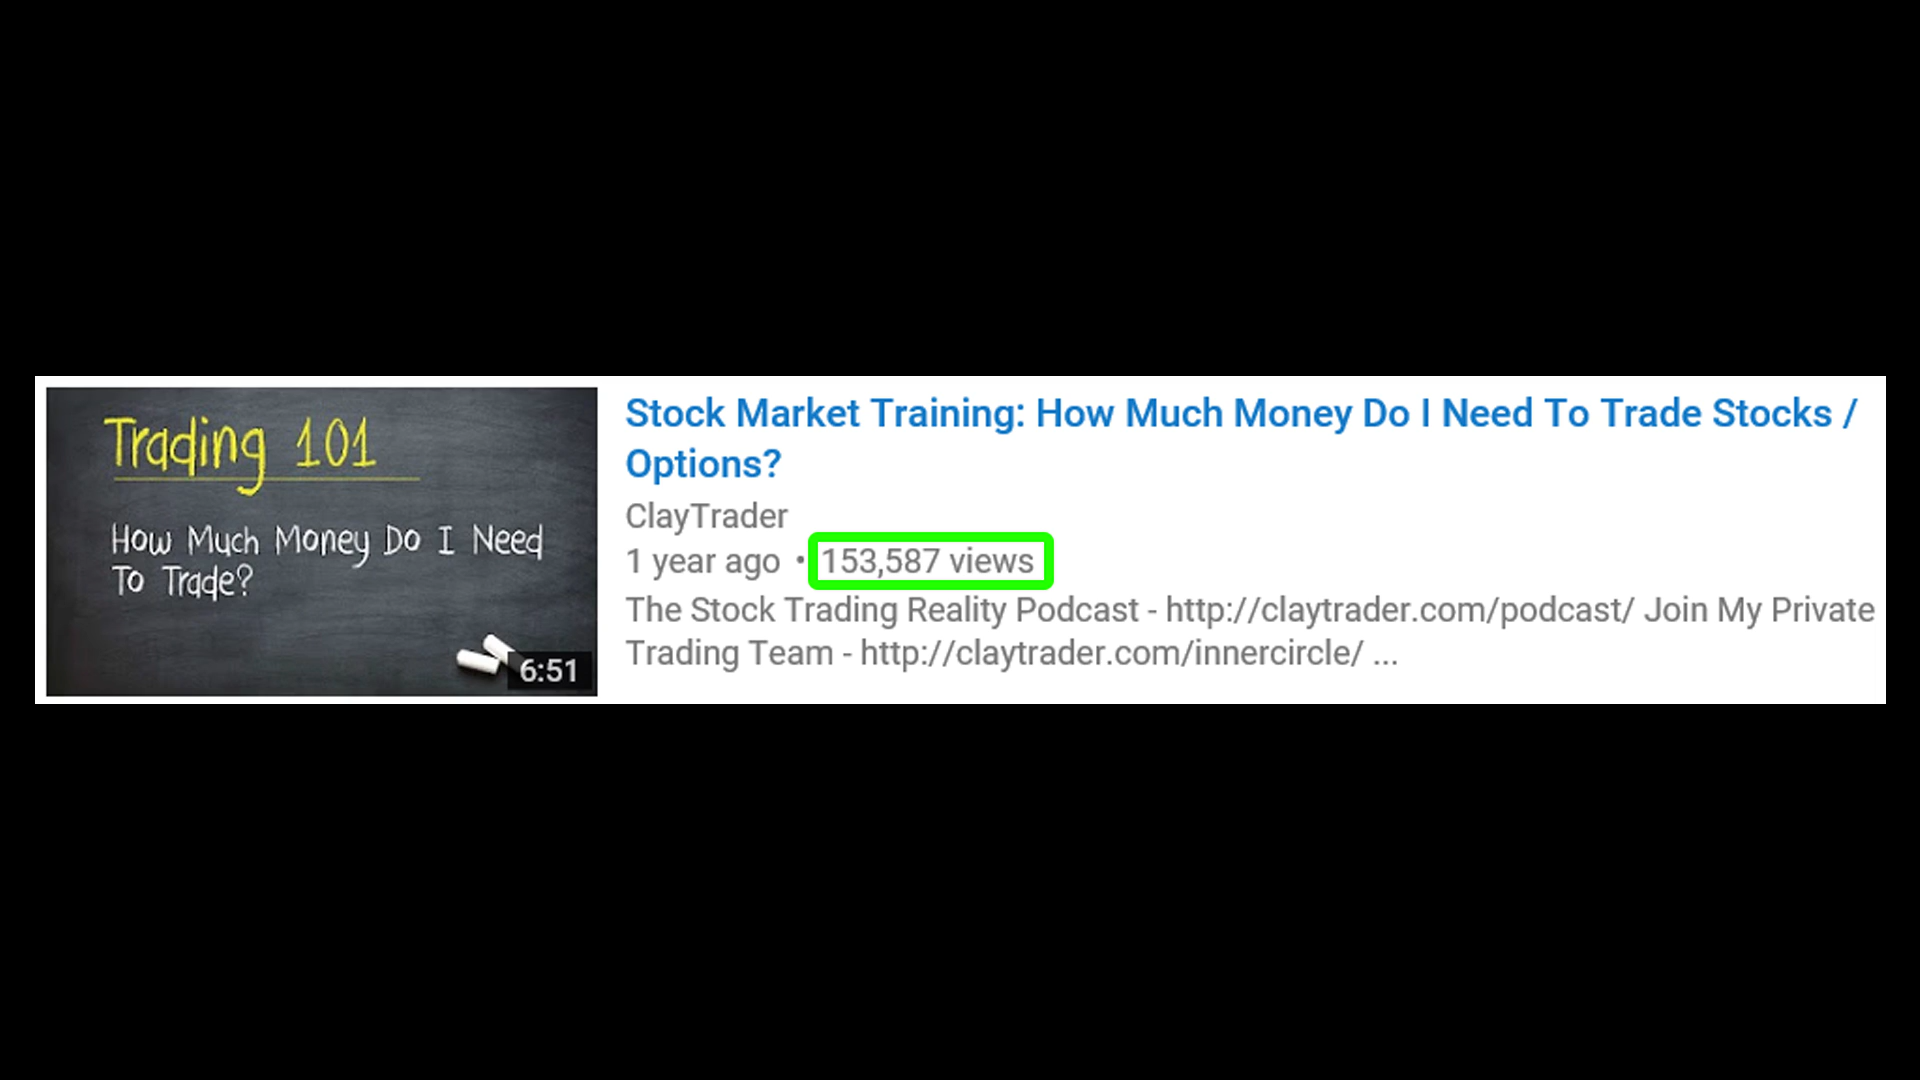 Trading 101
How Much Money Do I Need
To Trade?
6:51
Stock Market Training: How Much Money Do I Need To Trade Stocks /
Options?
ClayTrader
1 year ago • 153,587 views
The Stock Trading Reality Podcast - http://claytrader.com/podcast/ Join My Private
Trading Team - http://claytrader.com/innercircle/ ...